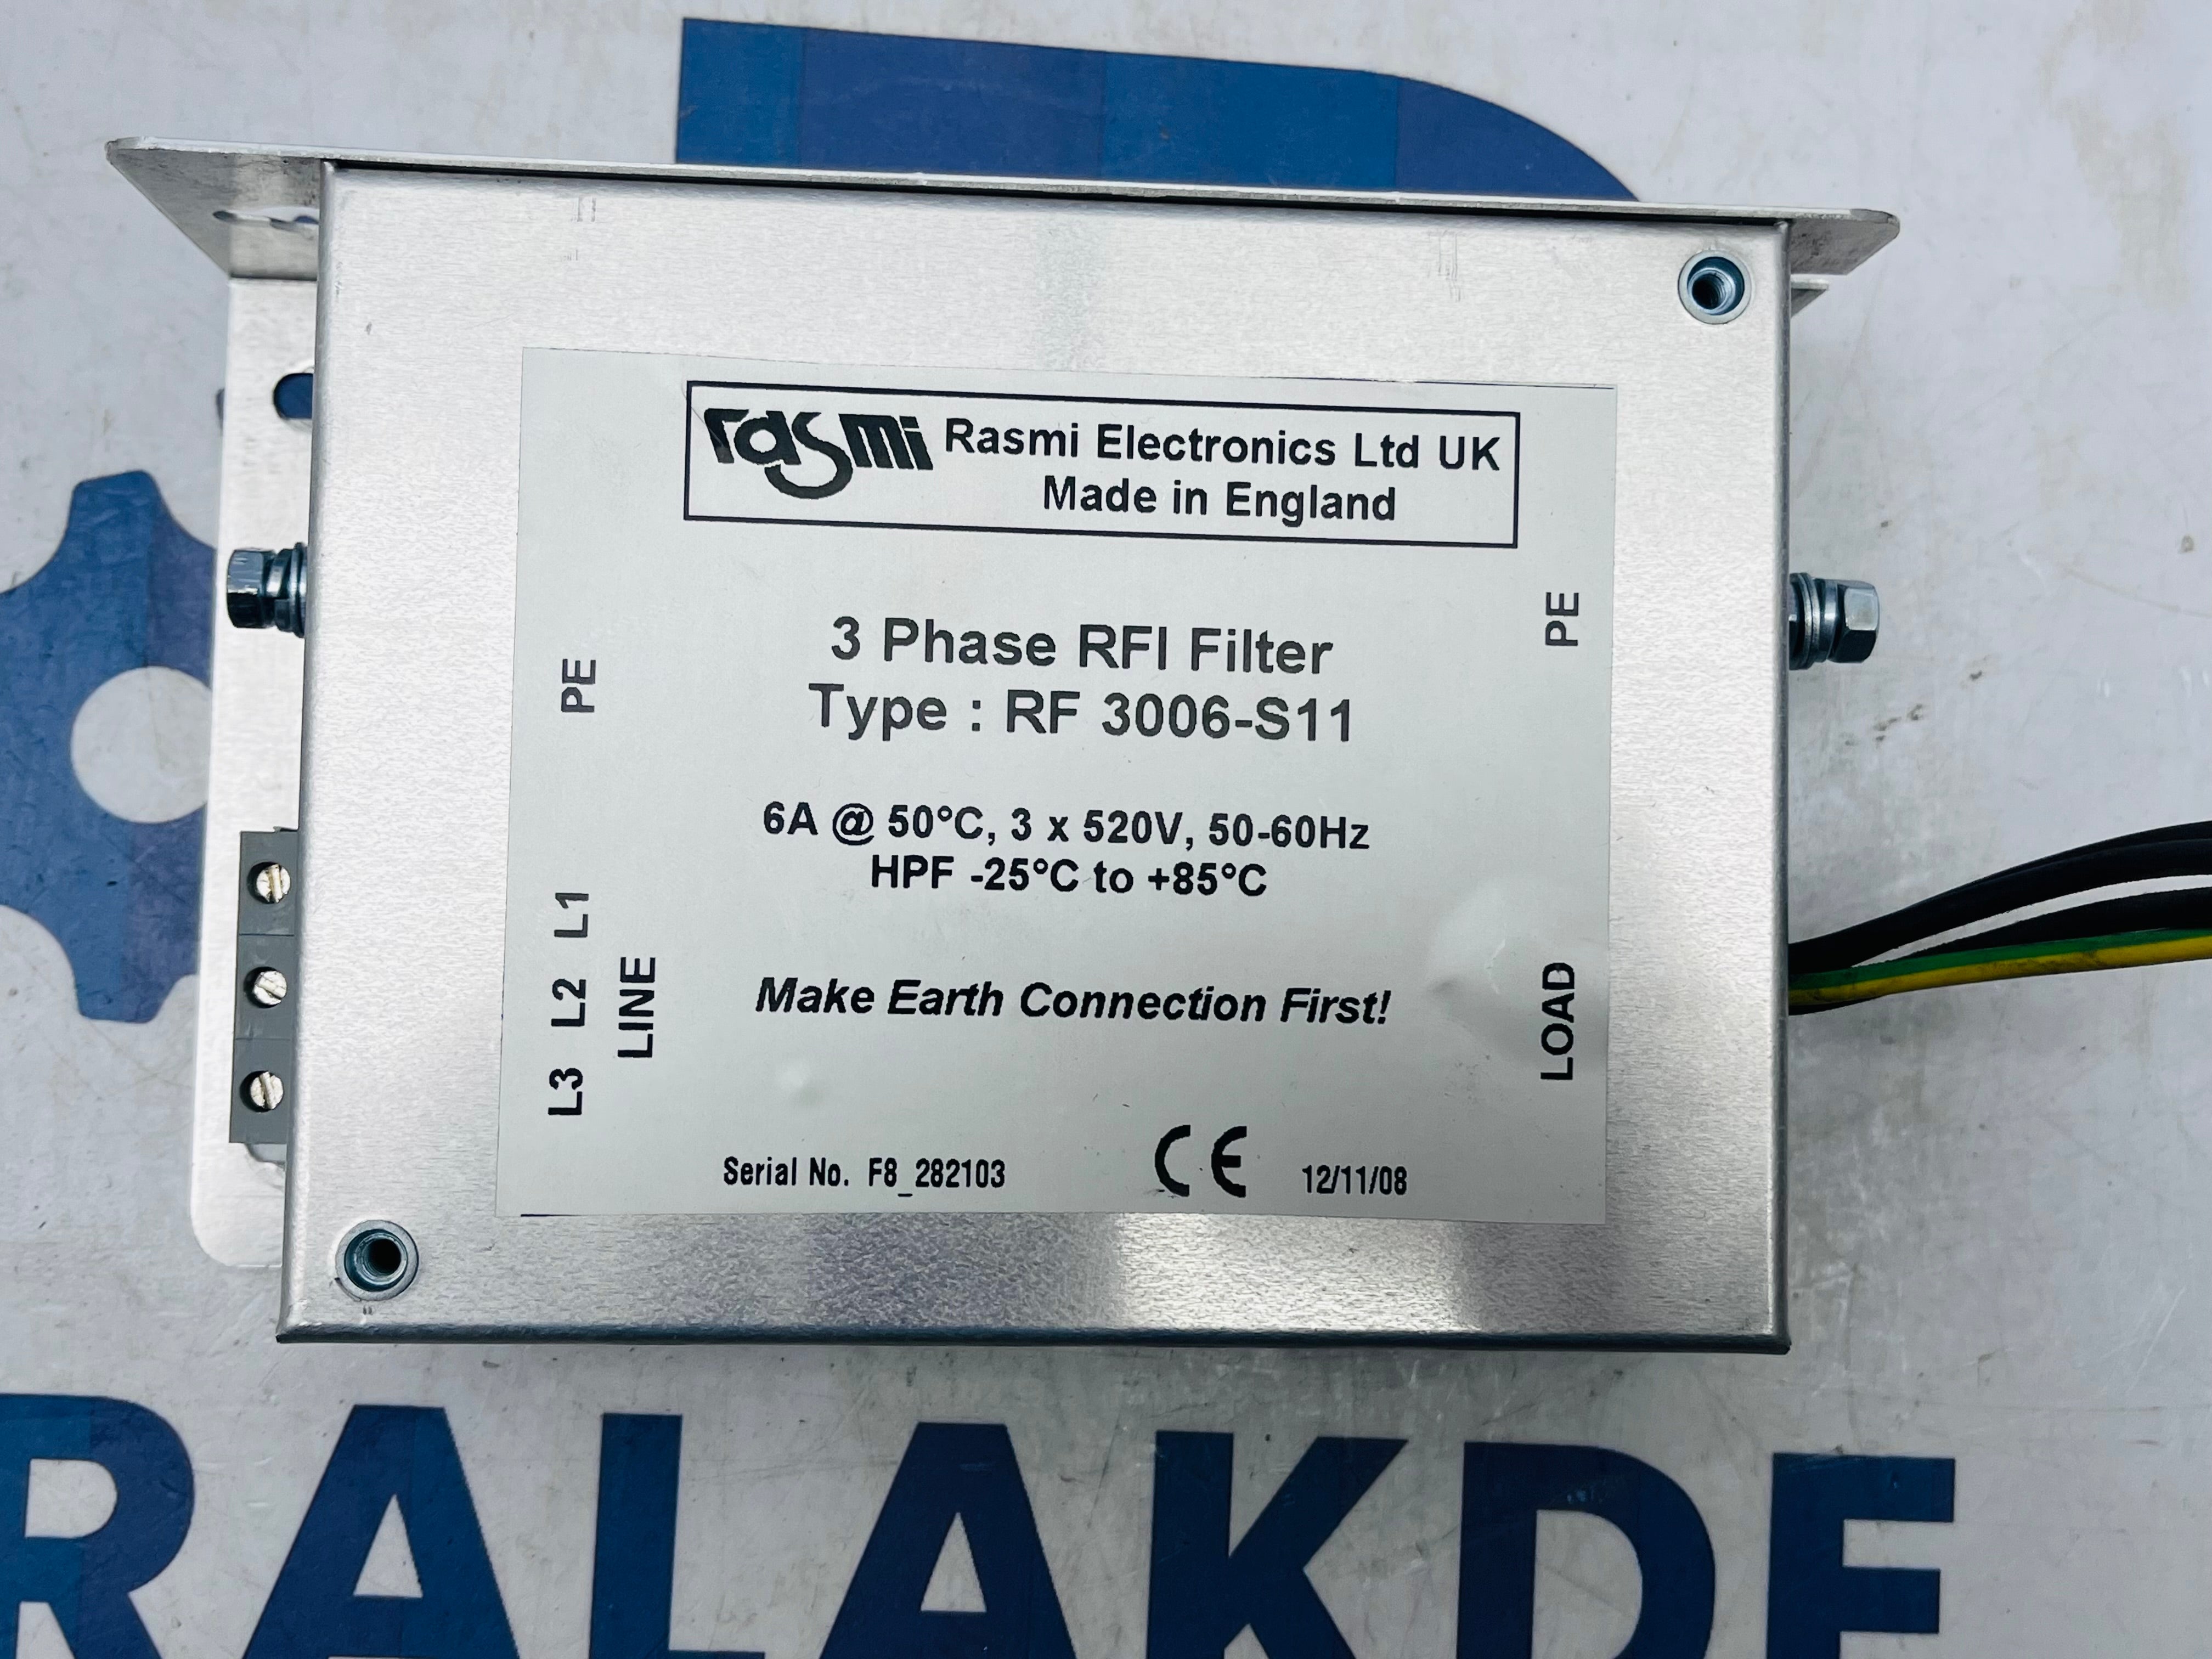 rasmi Rasmi Electronics Ltd UK
Made in England
3 Phase RFI Filter
Type : RF 3006-S11
6A @ 50°C, 3 x 520V, 50-60Hz
HPF -25°C to +85°C
Make Earth Connection First!
Serial No. F8_282103 CE 12/11/08
PE
L3 L2 L1
LINE
PE
LOAD
RALAKDE